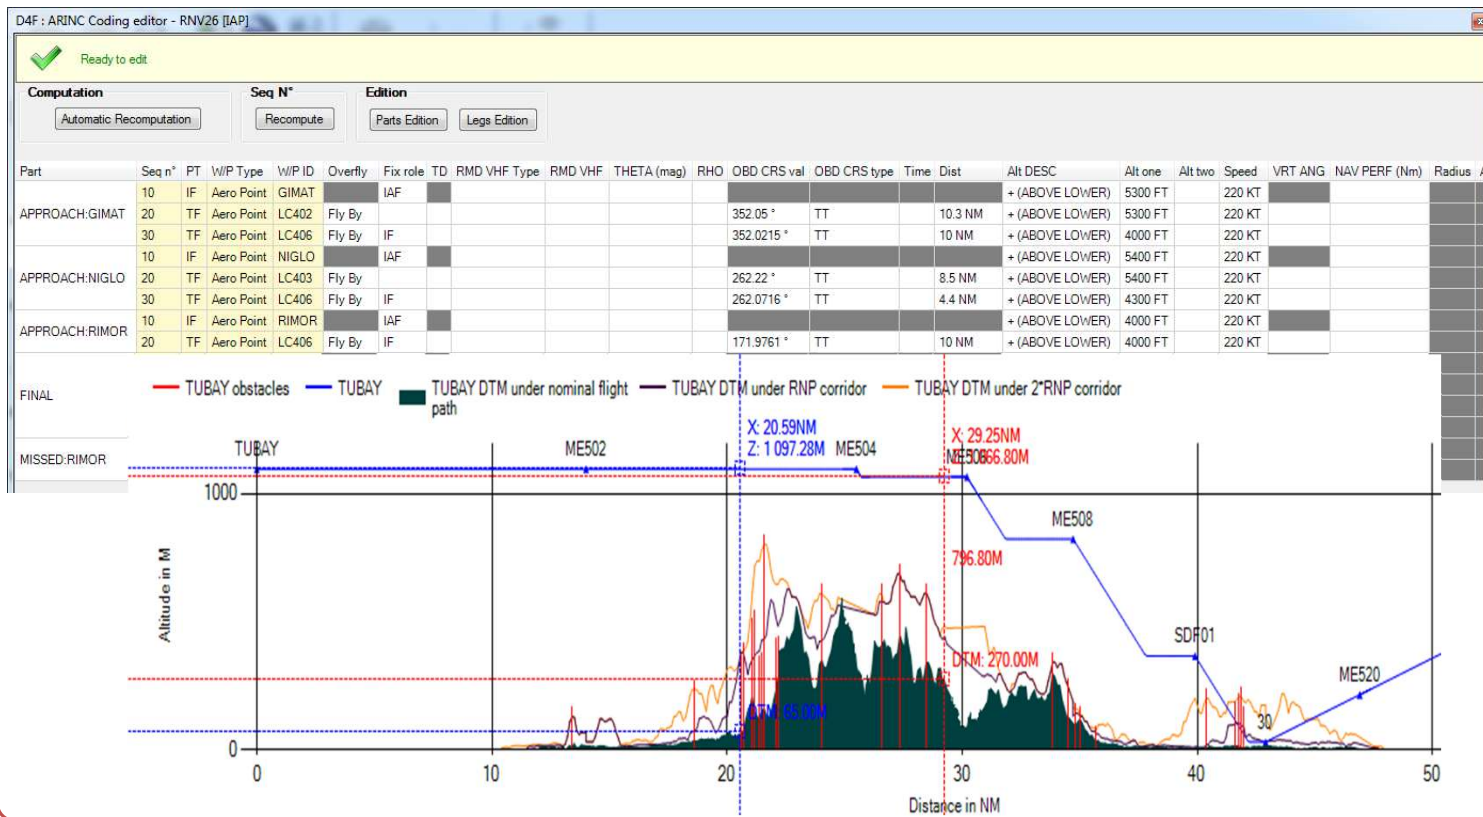 D4F : ARINC Coding editor - RNV26 [IAP]
Ready to edit
Computation Seq N° Edition
Automatic Recomputation Recompute Parts Edition Legs Edition
Part Seq n° PT W/P Type W/P ID Overfly Fix role TD RMD VHF Type RMD VHF THETA (mag) RHO OBD CRS val OBD CRS type Time Dist Alt DESC Alt one Alt two Speed VRT ANG NAV PERF (Nm) Radius
APPROACH:GIMAT
10 IF Aero Point GIMAT IAF + (ABOVE LOWER) 5300 FT 220 KT
20 TF Aero Point LC402 Fly By 352.05 ° TT 10.3 NM + (ABOVE LOWER) 5300 FT 220 KT
30 TF Aero Point LC406 Fly By IF 352.0215 ° TT 10 NM + (ABOVE LOWER) 4000 FT 220 KT
APPROACH:NIGLO
10 IF Aero Point NIGLO IAF + (ABOVE LOWER) 5400 FT 220 KT
20 TF Aero Point LC403 Fly By 262.22 ° TT 8.5 NM + (ABOVE LOWER) 5400 FT 220 KT
30 TF Aero Point LC406 Fly By IF 262.0716 ° TT 4.4 NM + (ABOVE LOWER) 4300 FT 220 KT
APPROACH:RIMOR
10 IF Aero Point RIMOR IAF + (ABOVE LOWER) 4000 FT 220 KT
20 TF Aero Point LC406 Fly By IF 171.9761 ° TT 10 NM + (ABOVE LOWER) 4000 FT 220 KT
FINAL
MISSED:RIMOR
TUBAY obstacles TUBAY TUBAY DTM under nominal flight TUBAY DTM under RNP corridor TUBAY DTM under 2*RNP corridor
path
X: 20.59NM
Z: 1 097.28M
X: 29.25NM
TUBAY ME502 ME504
1000
ME508
796.80M
Altitude in M
SDF01
DTM: 270.00M
ME520
DTM: 65.00M
30
0
0 10 20 30 40 50
Distance in NM